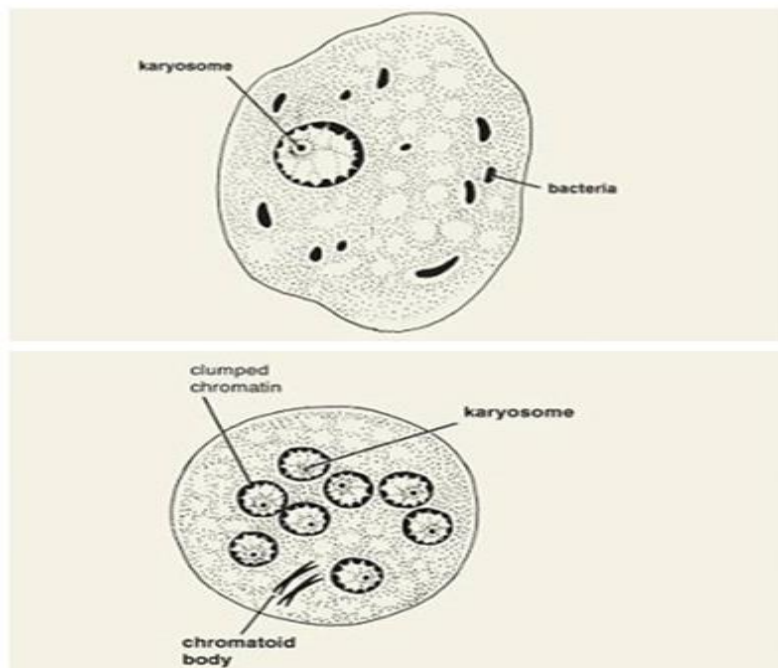 karyosome
bacteria
clumped
chromatin
karyosome
chromatoid
body